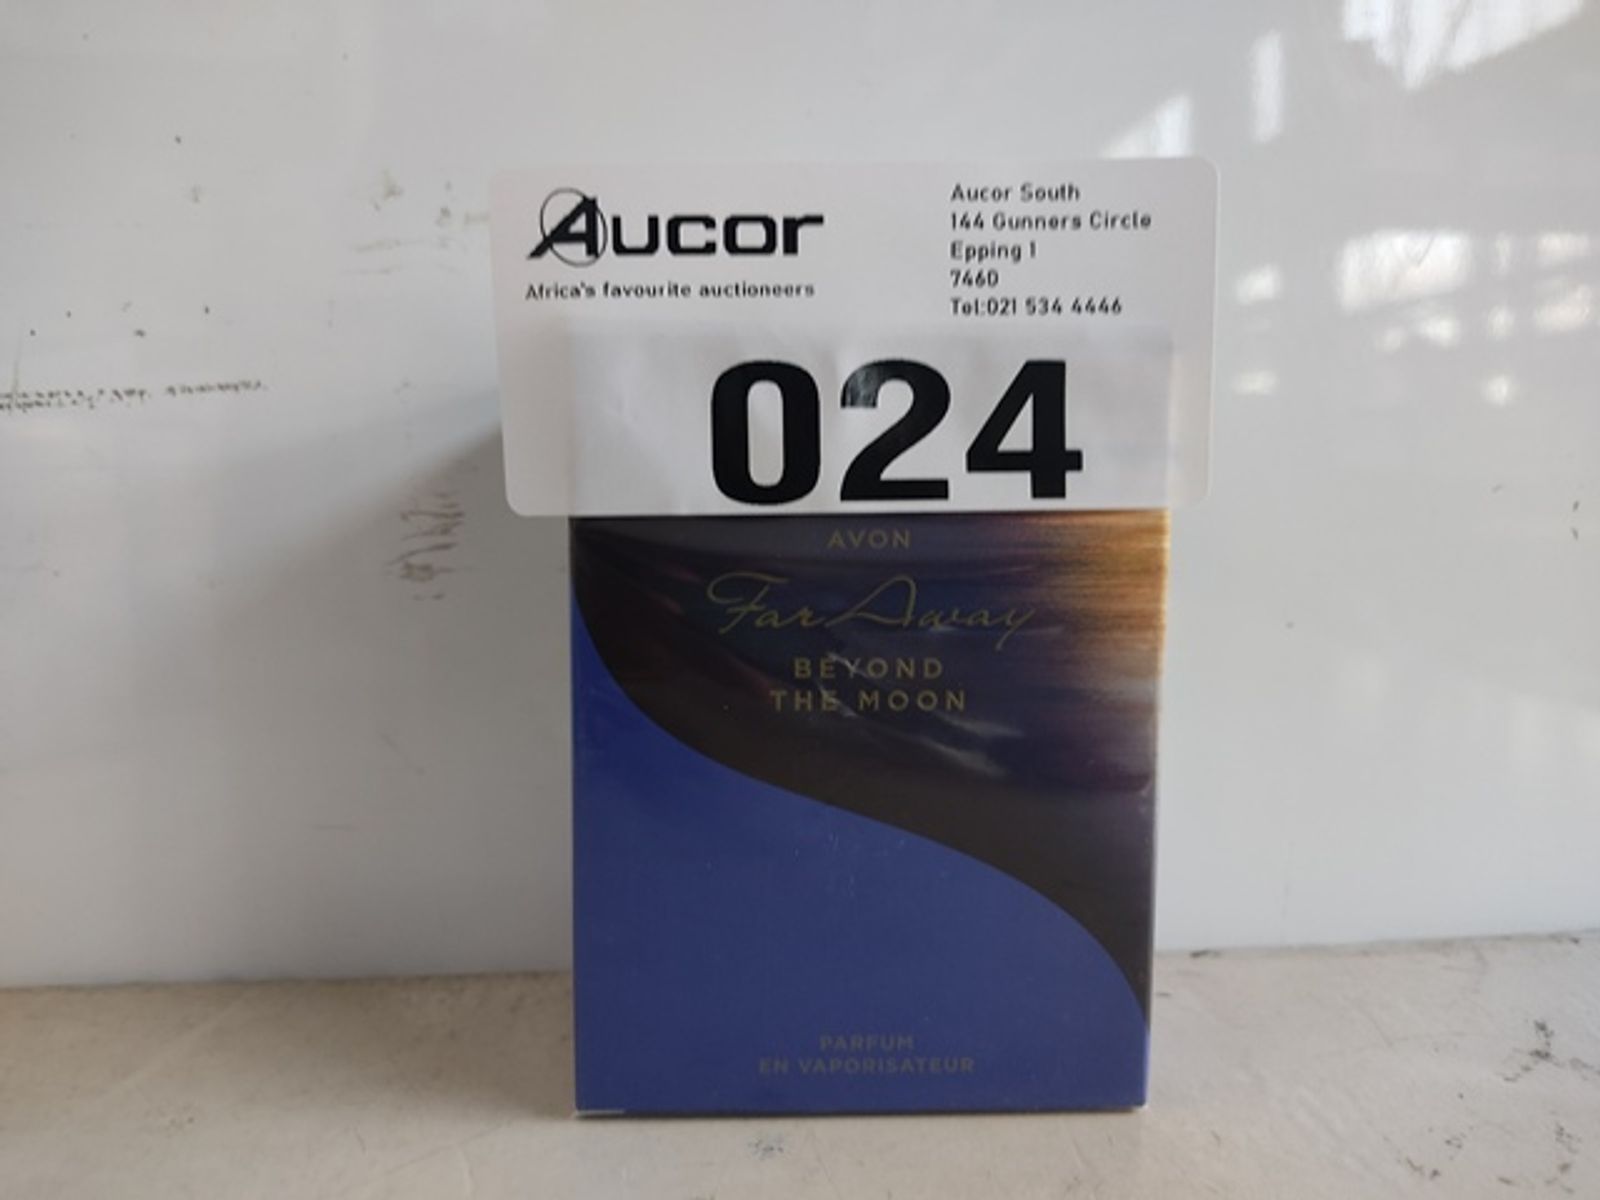 Aucor
Africa's favourite auctioneers
Aucor South
144 Gunners Circle
Epping 1
7460
Tel:021 534 4446
024
AVON
Far Away
BEYOND
THE MOON
PARFUM
EN VAPORISATEUR